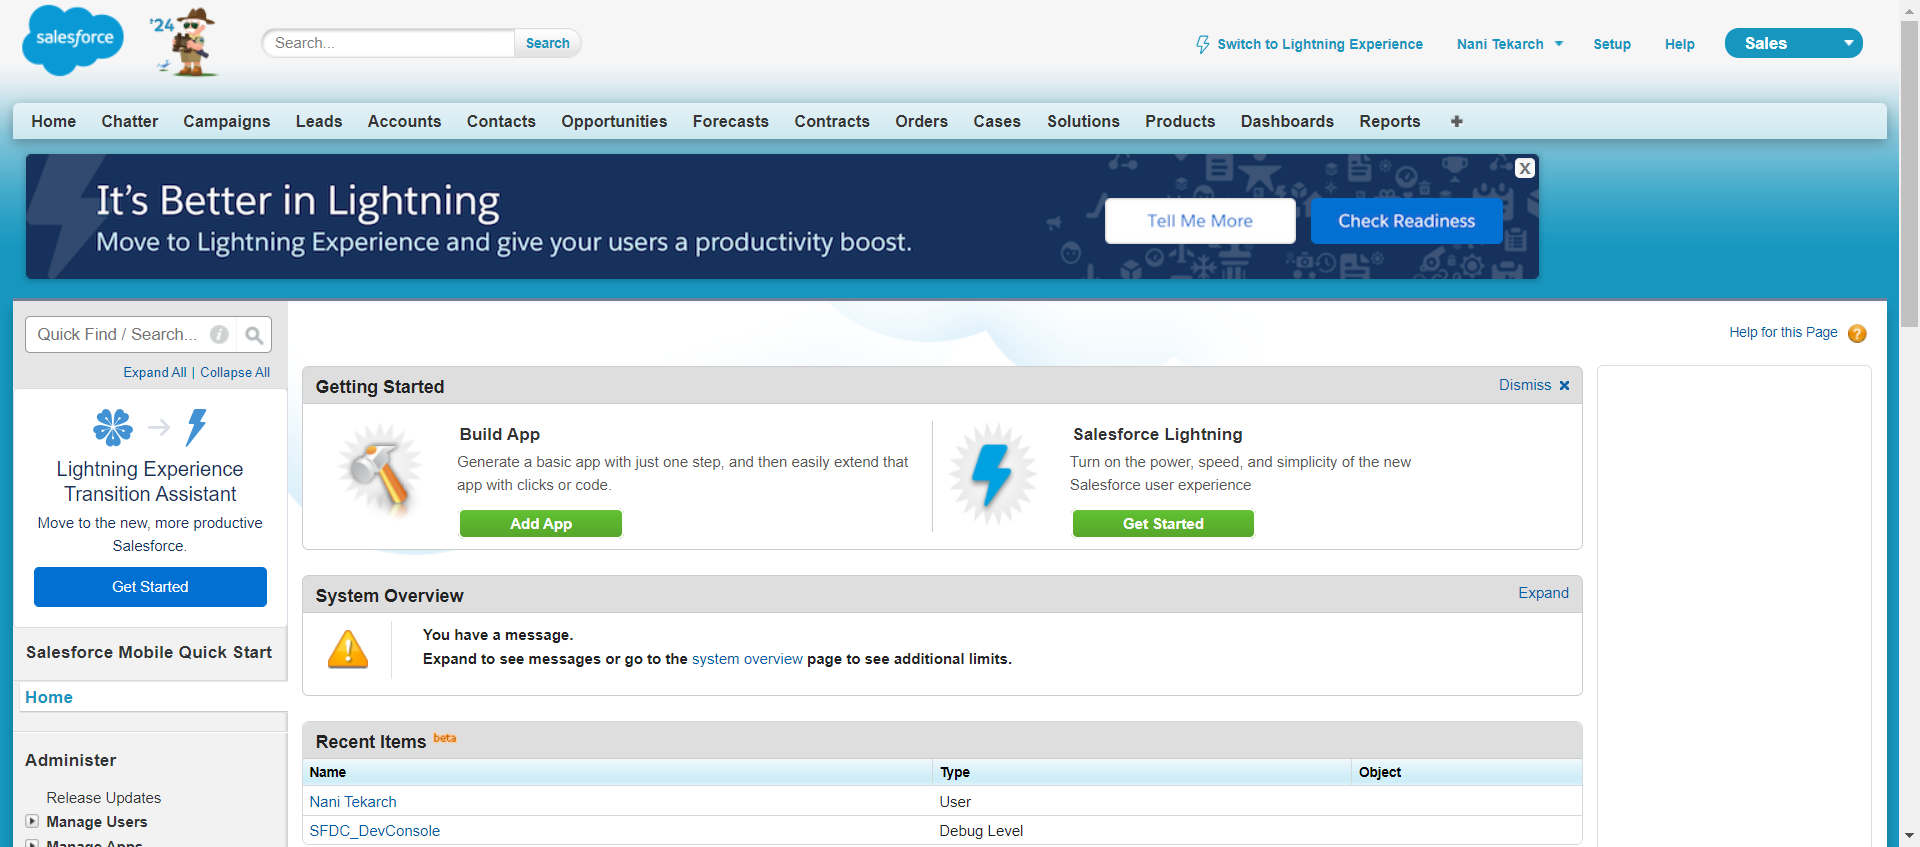 salesforce
'24
Search...
Search
Switch to Lightning Experience
Nani Tekarch
Setup
Help
Sales
Home Chatter Campaigns Leads Accounts Contacts Opportunities Forecasts Contracts Orders Cases Solutions Products Dashboards Reports +
It's Better in Lightning
Move to Lightning Experience and give your users a productivity boost.
Tell Me More
Check Readiness
X
Quick Find / Search...
Expand All | Collapse All
Lightning Experience
Transition Assistant
Move to the new, more productive
Salesforce.
Get Started
Salesforce Mobile Quick Start
Home
Administer
Release Updates
Manage Users
Manage Apps
Help for this Page
Getting Started
Dismiss
Build App
Generate a basic app with just one step, and then easily extend that
app with clicks or code.
Add App
Salesforce Lightning
Turn on the power, speed, and simplicity of the new
Salesforce user experience
Get Started
System Overview
Expand
You have a message.
Expand to see messages or go to the system overview page to see additional limits.
Recent Items beta
Name Type Object
Nani Tekarch User
SFDC_DevConsole Debug Level